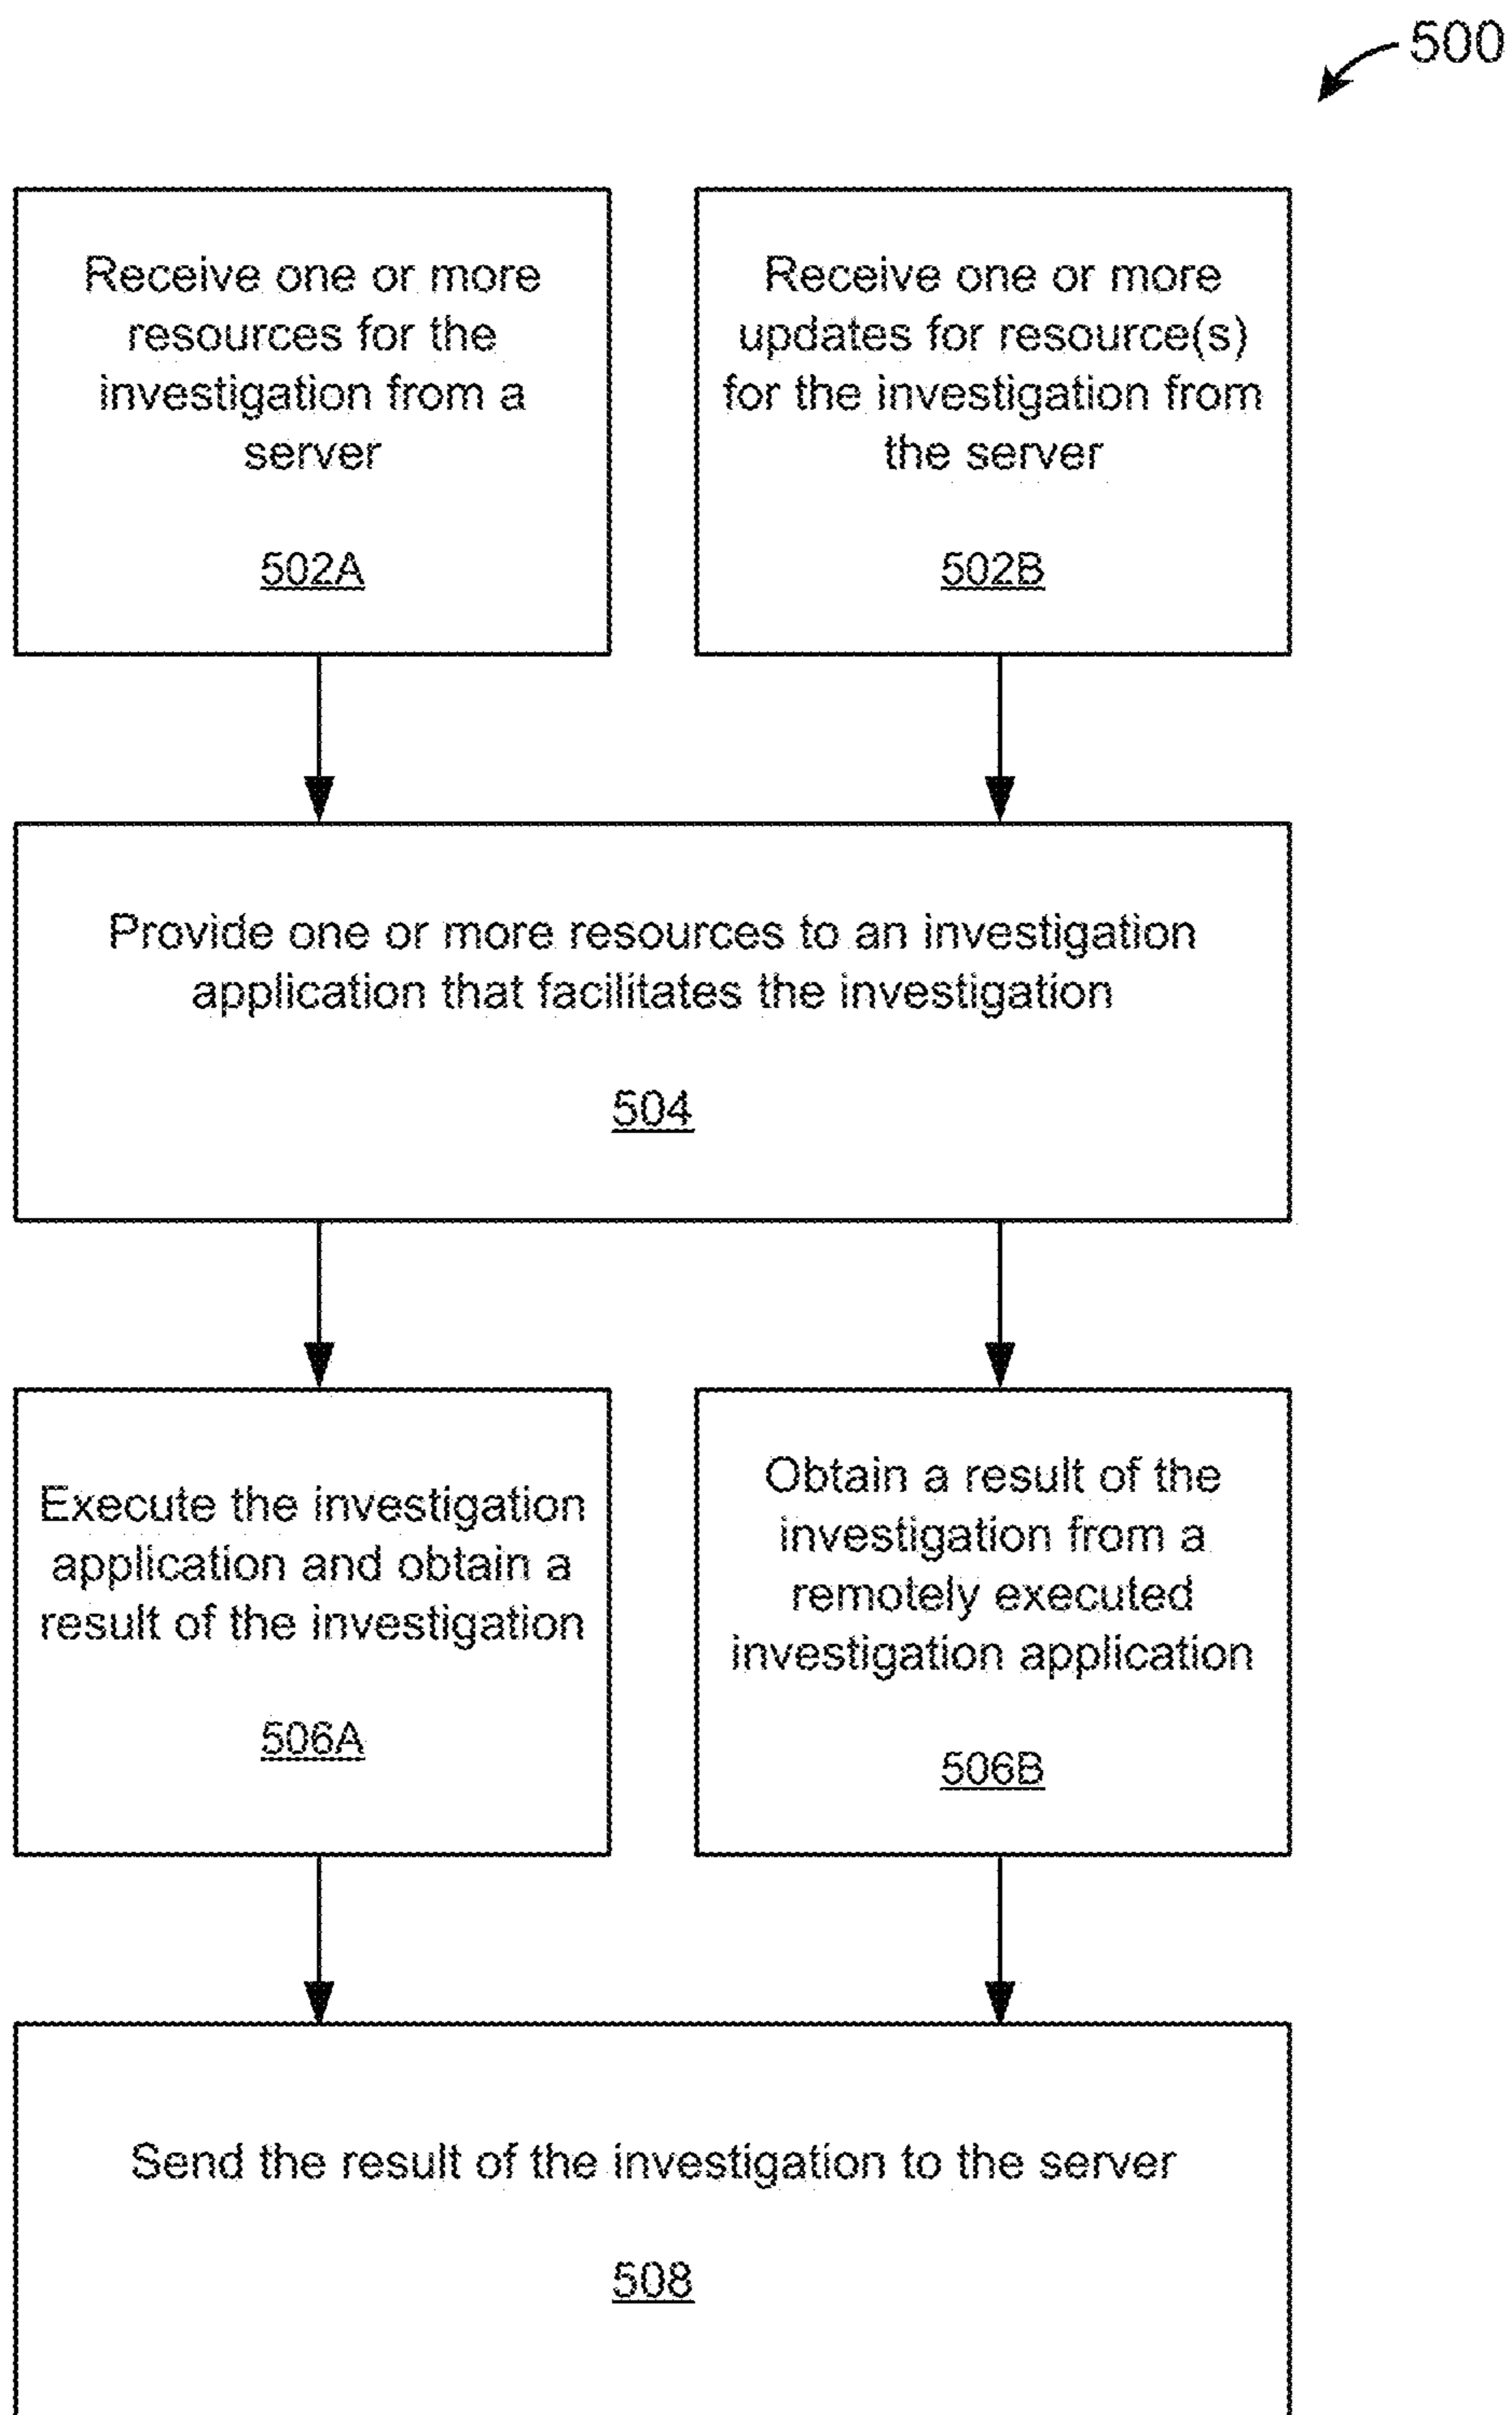 500
Receive one or more
resources for the
investigation from a
server
502A
Receive one or more
updates for resource(s)
for the investigation from
the server
502B
Provide one or more resources to an investigation
application that facilitates the investigation
504
Execute the investigation
application and obtain a
result of the investigation
506A
Obtain a result of the
investigation from a
remotely executed
investigation application
506B
Send the result of the investigation to the server
508